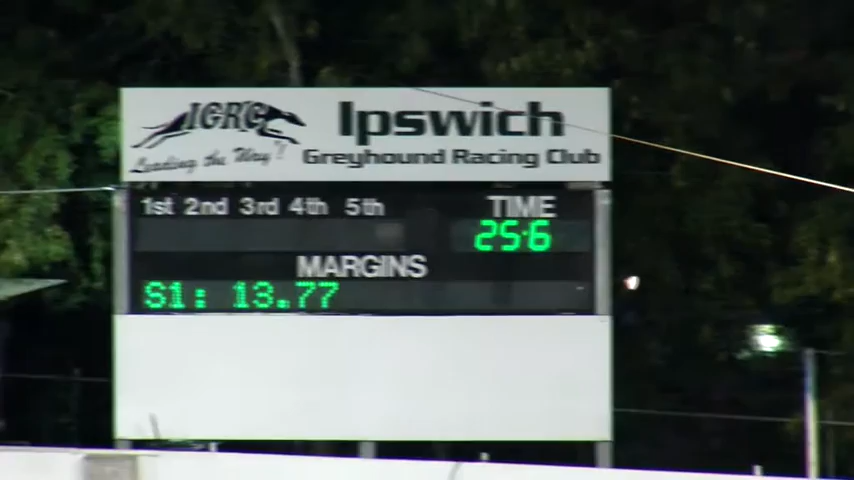 IGRC Ipswich
Leading the Way! Greyhound Racing Club
1st 2nd 3rd 4th 5th TIME
25.6
MARGINS
S1: 13.77